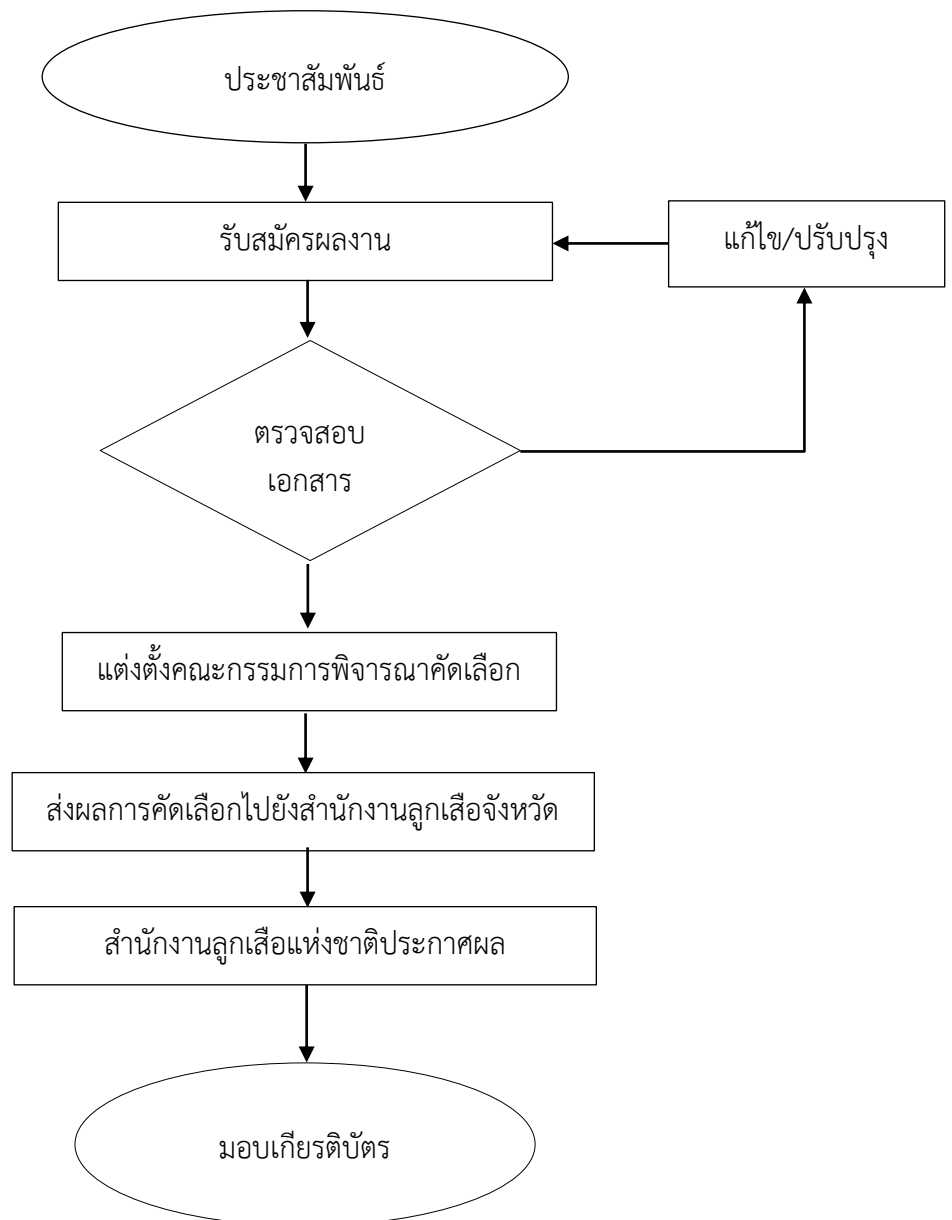 ประชาสัมพันธ์
รับสมัครผลงาน
แก้ไข/ปรับปรุง
ตรวจสอบ
เอกสาร
แต่งตั้งคณะกรรมการพิจารณาคัดเลือก
ส่งผลการคัดเลือกไปยังสำนักงานลูกเสือจังหวัด
สำนักงานลูกเสือแห่งชาติประกาศผล
มอบเกียรติบัตร